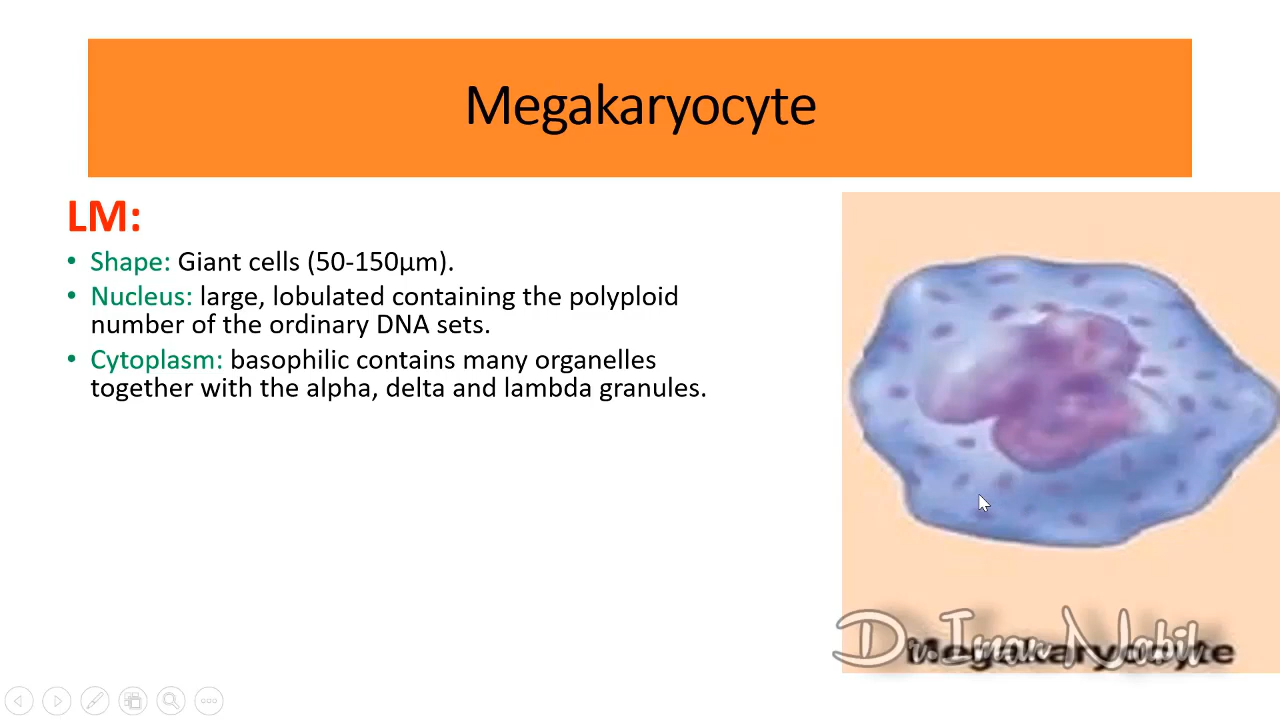 Megakaryocyte
LM:
• Shape: Giant cells (50-150µm).
• Nucleus: large, lobulated containing the polyploid
number of the ordinary DNA sets.
• Cytoplasm: basophilic contains many organelles
together with the alpha, delta and lambda granules.
Dr.Iman Nabil
Megakaryocyte